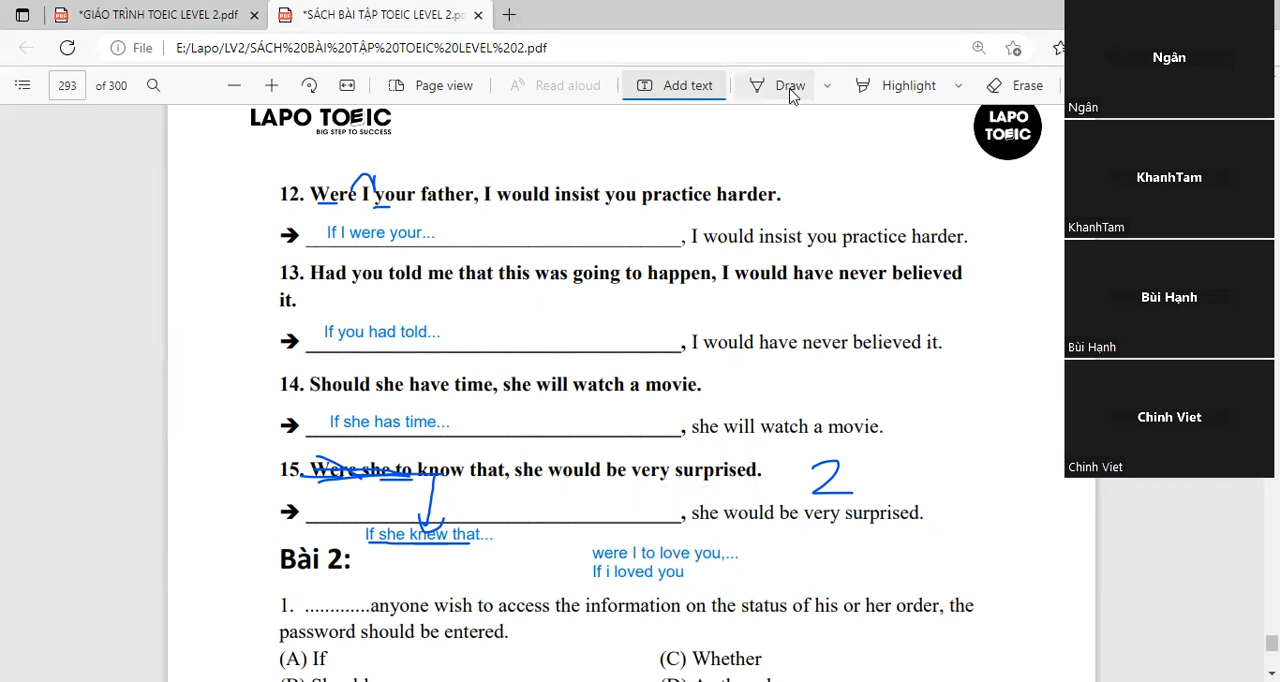 *GIÁO TRÌNH TOEIC LEVEL 2.pdf
*SÁCH BÀI TẬP TOEIC LEVEL 2.pd
File E:/Lapo/LV2/SÁCH%20BÀI%20TẬP%20TOEIC%20LEVEL%202.pdf
293 of 300 Page view Read aloud Add text Draw Highlight Erase
LAPO TOEIC
BIG STEP TO SUCCESS
LAPO
TOEIC
12. Were I your father, I would insist you practice harder.
➔ If I were your... , I would insist you practice harder.
13. Had you told me that this was going to happen, I would have never believed
it.
➔ If you had told... , I would have never believed it.
14. Should she have time, she will watch a movie.
➔ If she has time... , she will watch a movie.
15. Were she to know that, she would be very surprised. 2
➔ , she would be very surprised.
If she knew that...
were I to love you,...
If i loved you
Bài 2:
1. .............anyone wish to access the information on the status of his or her order, the
password should be entered.
(A) If (C) Whether
Ngân
Ngân
KhanhTam
KhanhTam
Bùi Hạnh
Bùi Hạnh
Chinh Viet
Chinh Viet